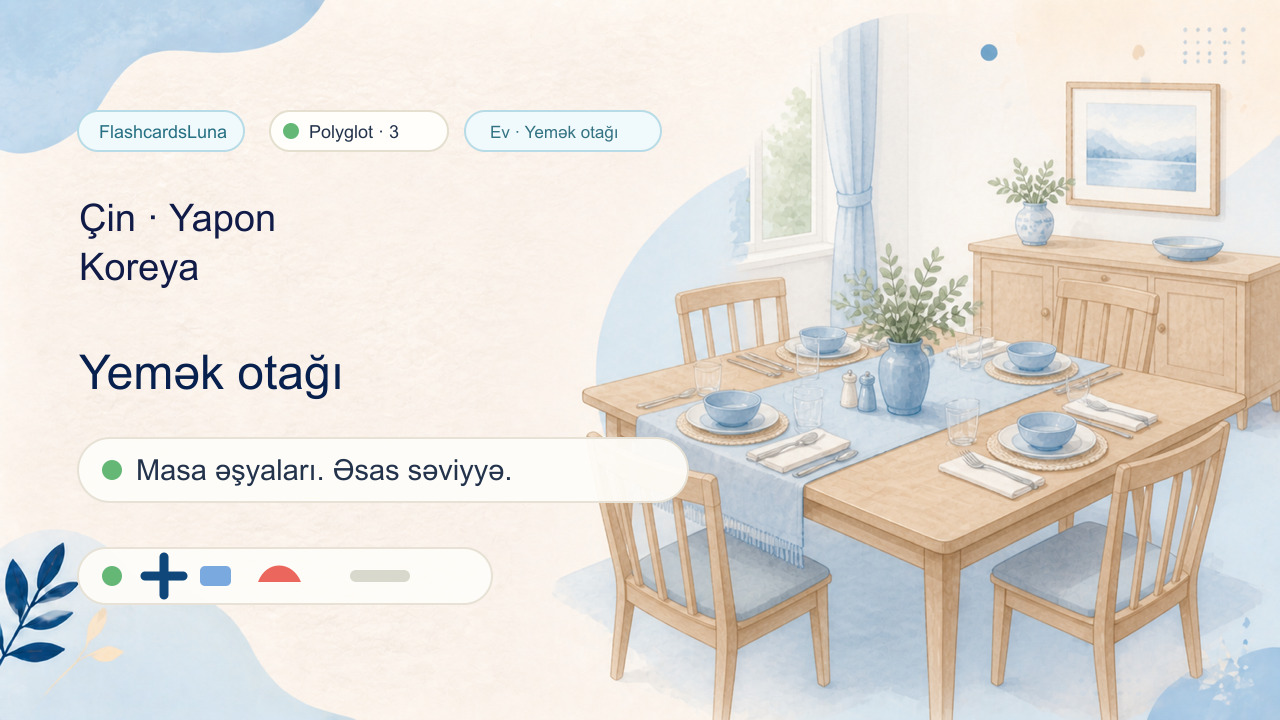 FlashcardsLuna
Polyglot · 3
Ev · Yemək otağı
Çin · Yapon
Koreya
Yemək otağı
Masa əşyaları. Əsas səviyyə.